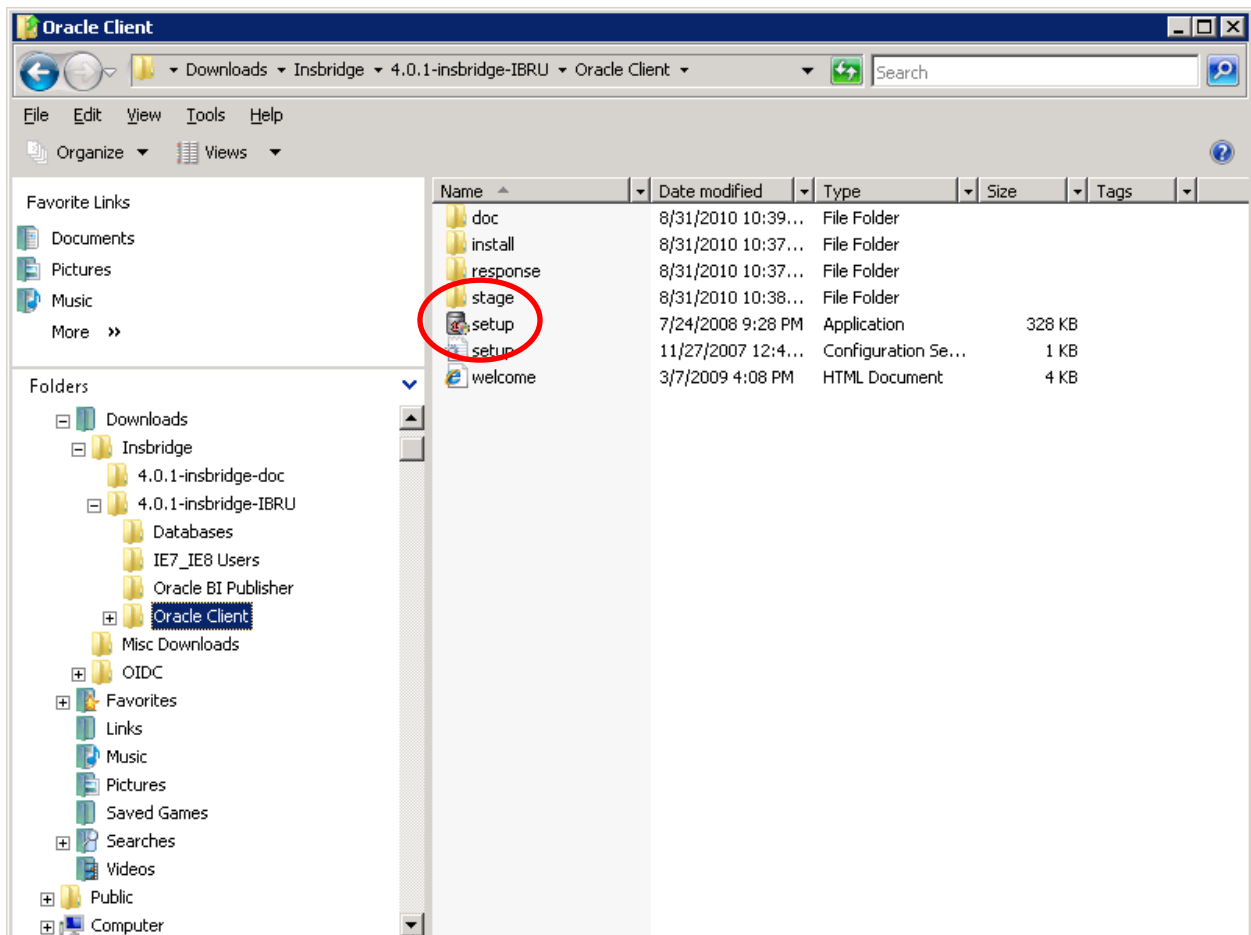 Oracle Client
Downloads Insbridge 4.0.1-insbridge-IBRU Oracle Client Search
File Edit View Tools Help
Organize Views
Favorite Links
Documents
Pictures
Music
More >>
Folders
Downloads
Insbridge
4.0.1-insbridge-doc
4.0.1-insbridge-IBRU
Databases
IE7_IE8 Users
Oracle BI Publisher
Oracle Client
Misc Downloads
OIDC
Favorites
Links
Music
Pictures
Saved Games
Searches
Videos
Public
Computer
Name Date modified Type Size Tags
doc 8/31/2010 10:39... File Folder
install 8/31/2010 10:37... File Folder
response 8/31/2010 10:37... File Folder
stage 8/31/2010 10:38... File Folder
setup 7/24/2008 9:28 PM Application 328 KB
setup 11/27/2007 12:4... Configuration Se... 1 KB
welcome 3/7/2009 4:08 PM HTML Document 4 KB